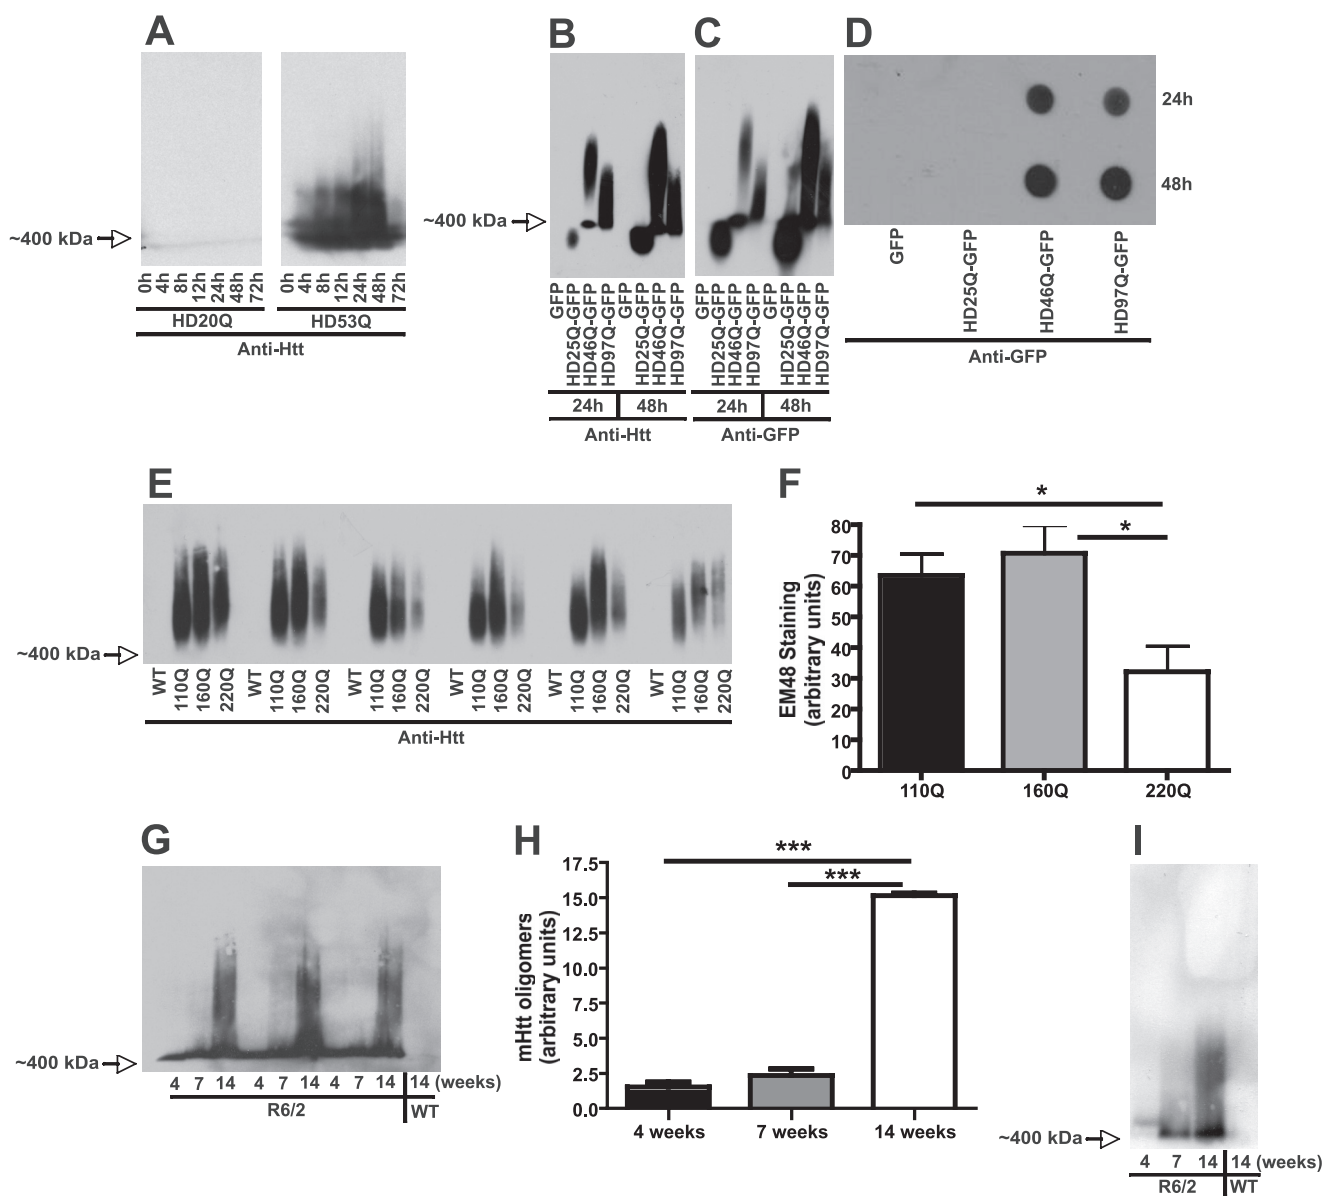 A
~400 kDa
0h 4h 8h 12h 24h 48h 72h 0h 4h 8h 12h 24h 48h 72h
HD20Q HD53Q
Anti-Htt
B C
~400 kDa
GFP HD25Q-GFP HD46Q-GFP HD97Q-GFP GFP HD25Q-GFP HD46Q-GFP HD97Q-GFP GFP HD25Q-GFP HD46Q-GFP HD97Q-GFP GFP HD25Q-GFP HD46Q-GFP HD97Q-GFP
24h 48h 24h 48h
Anti-Htt Anti-GFP
D
24h
48h
GFP HD25Q-GFP HD46Q-GFP HD97Q-GFP
Anti-GFP
E
~400 kDa
WT 110Q 160Q 220Q WT 110Q 160Q 220Q WT 110Q 160Q 220Q WT 110Q 160Q 220Q WT 110Q 160Q 220Q WT 110Q 160Q 220Q
Anti-Htt
F
*
*
EM48 Staining
(arbitrary units)
80
70
60
50
40
30
20
10
0
110Q 160Q 220Q
G
~400 kDa
4 7 14 4 7 14 4 7 14 14 (weeks)
R6/2 WT
H
***
***
mHtt oligomers
(arbitrary units)
17.5
15.0
12.5
10.0
7.5
5.0
2.5
0.0
4 weeks 7 weeks 14 weeks
I
~400 kDa
4 7 14 14 (weeks)
R6/2 WT